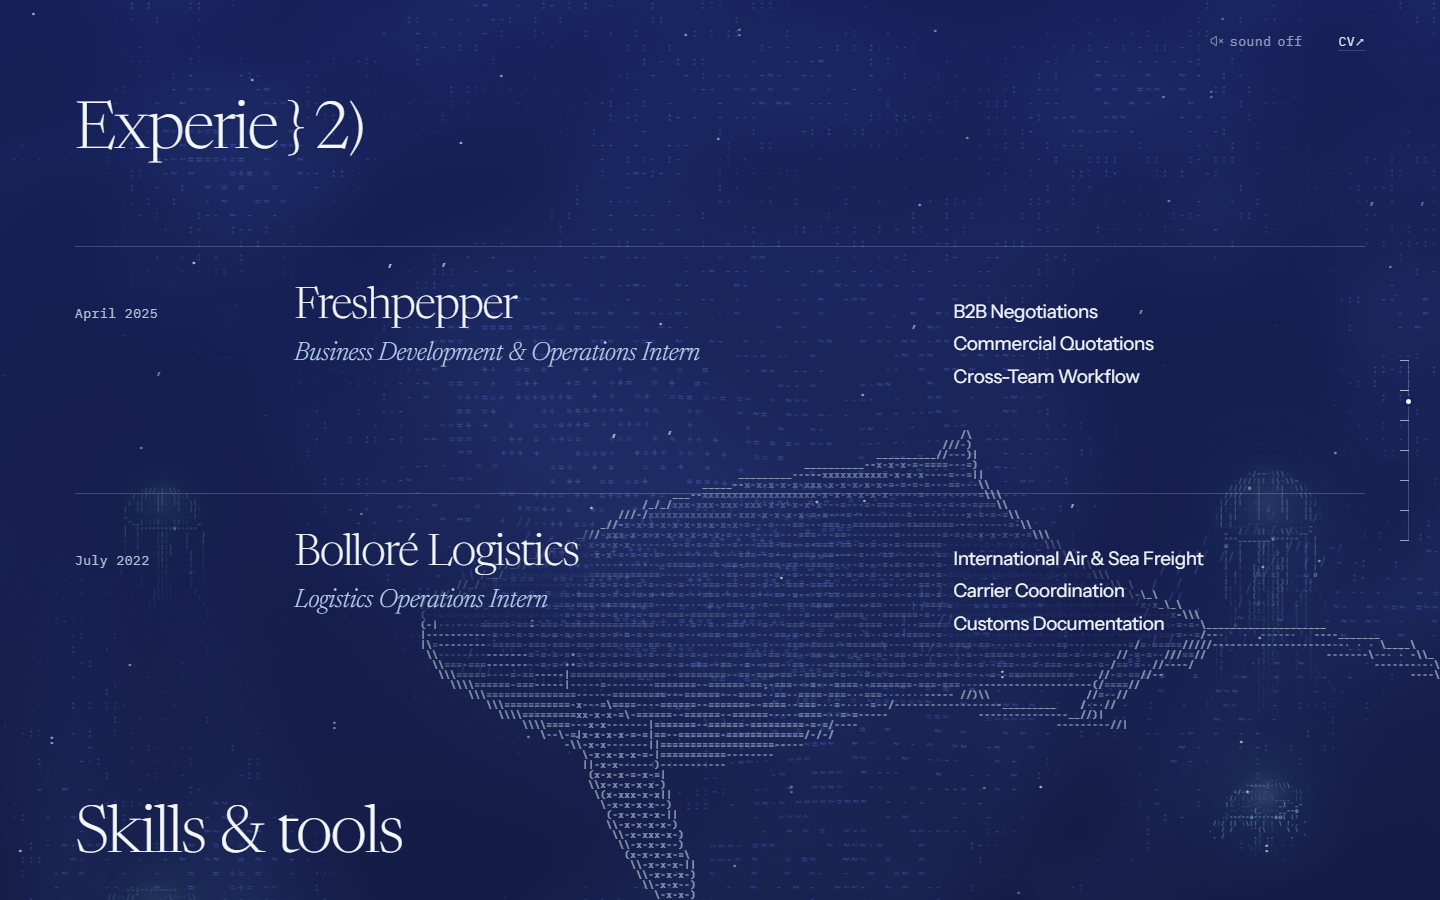 sound off
CV↗
Experie}2)
April 2025
Freshpepper
Business Development & Operations Intern
B2B Negotiations
Commercial Quotations
Cross-Team Workflow
July 2022
Bolloré Logistics
Logistics Operations Intern
International Air & Sea Freight
Carrier Coordination
Customs Documentation
Skills & tools